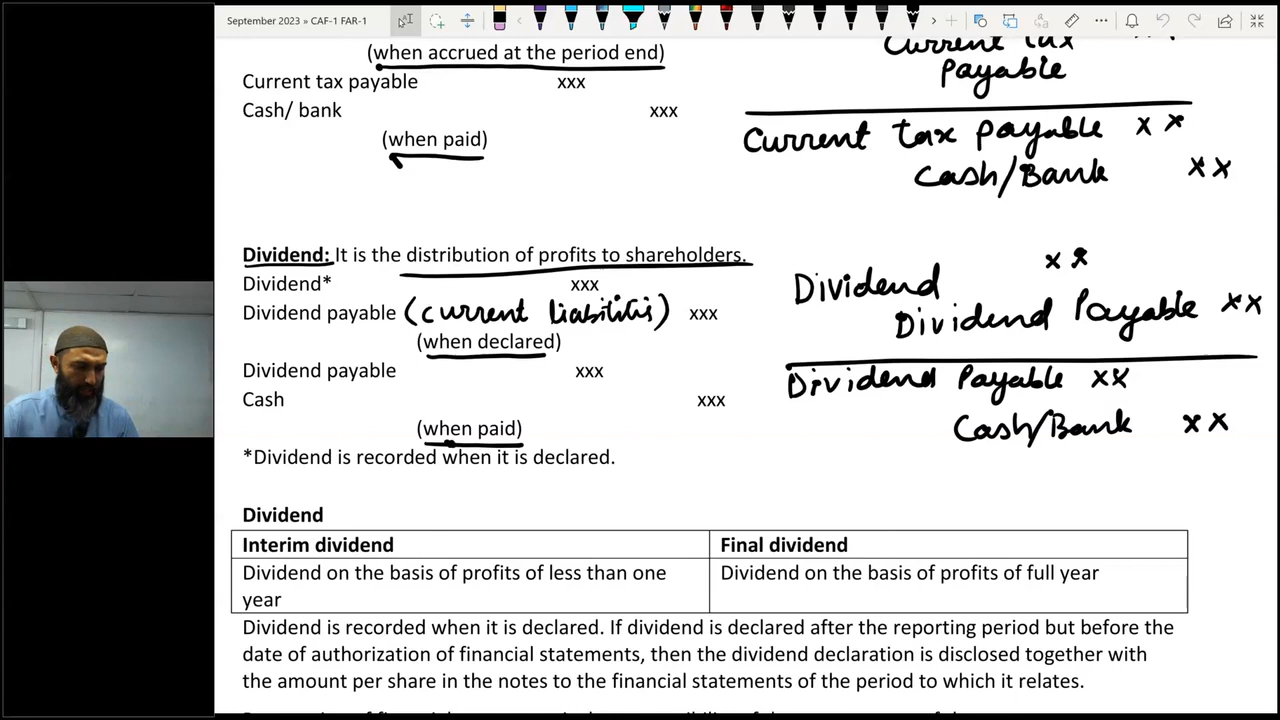 September 2023 » CAF-1 FAR-1
(when accrued at the period end)
Current tax payable xxx
Cash/ bank xxx
(when paid)
Current tax
payable
Current tax payable x x
Cash/Bank x x
Dividend: It is the distribution of profits to shareholders.
Dividend* xxx
Dividend payable (current liabilitis) xxx
(when declared)
Dividend payable xxx
Cash xxx
(when paid)
*Dividend is recorded when it is declared.
Dividend x x
Dividend Payable x x
Dividend Payable xx
Cash/Bank x x
Dividend
Interim dividend Final dividend
Dividend on the basis of profits of less than one Dividend on the basis of profits of full year
year
Dividend is recorded when it is declared. If dividend is declared after the reporting period but before the
date of authorization of financial statements, then the dividend declaration is disclosed together with
the amount per share in the notes to the financial statements of the period to which it relates.